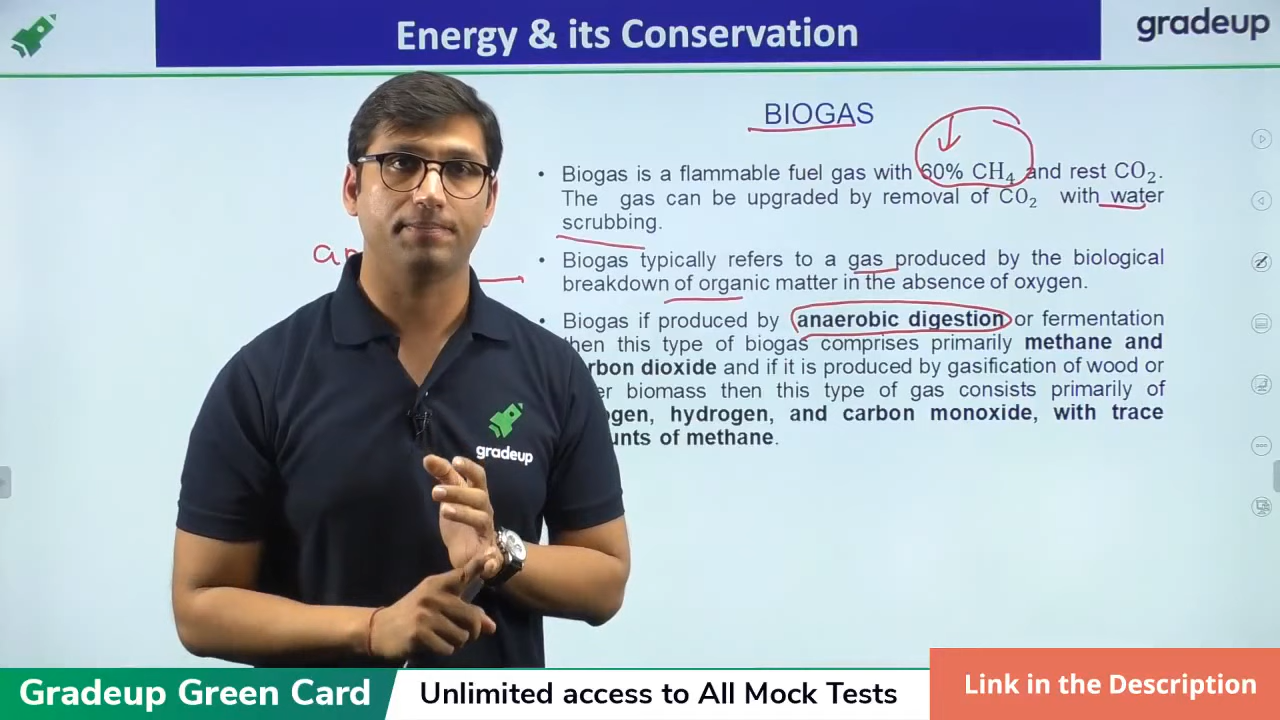 Energy & its Conservation
gradeup
BIOGAS
• Biogas is a flammable fuel gas with 60% CH₄ and rest CO₂.
The gas can be upgraded by removal of CO₂ with water
scrubbing.
• Biogas typically refers to a gas produced by the biological
breakdown of organic matter in the absence of oxygen.
• Biogas if produced by anaerobic digestion or fermentation
then this type of biogas comprises primarily methane and
dioxide and if it is produced by gasification of wood or
biomass then this type of gas consists primarily of
hydrogen, and carbon monoxide, with trace
of methane.
gradeup
Gradeup Green Card
Unlimited access to All Mock Tests
Link in the Description